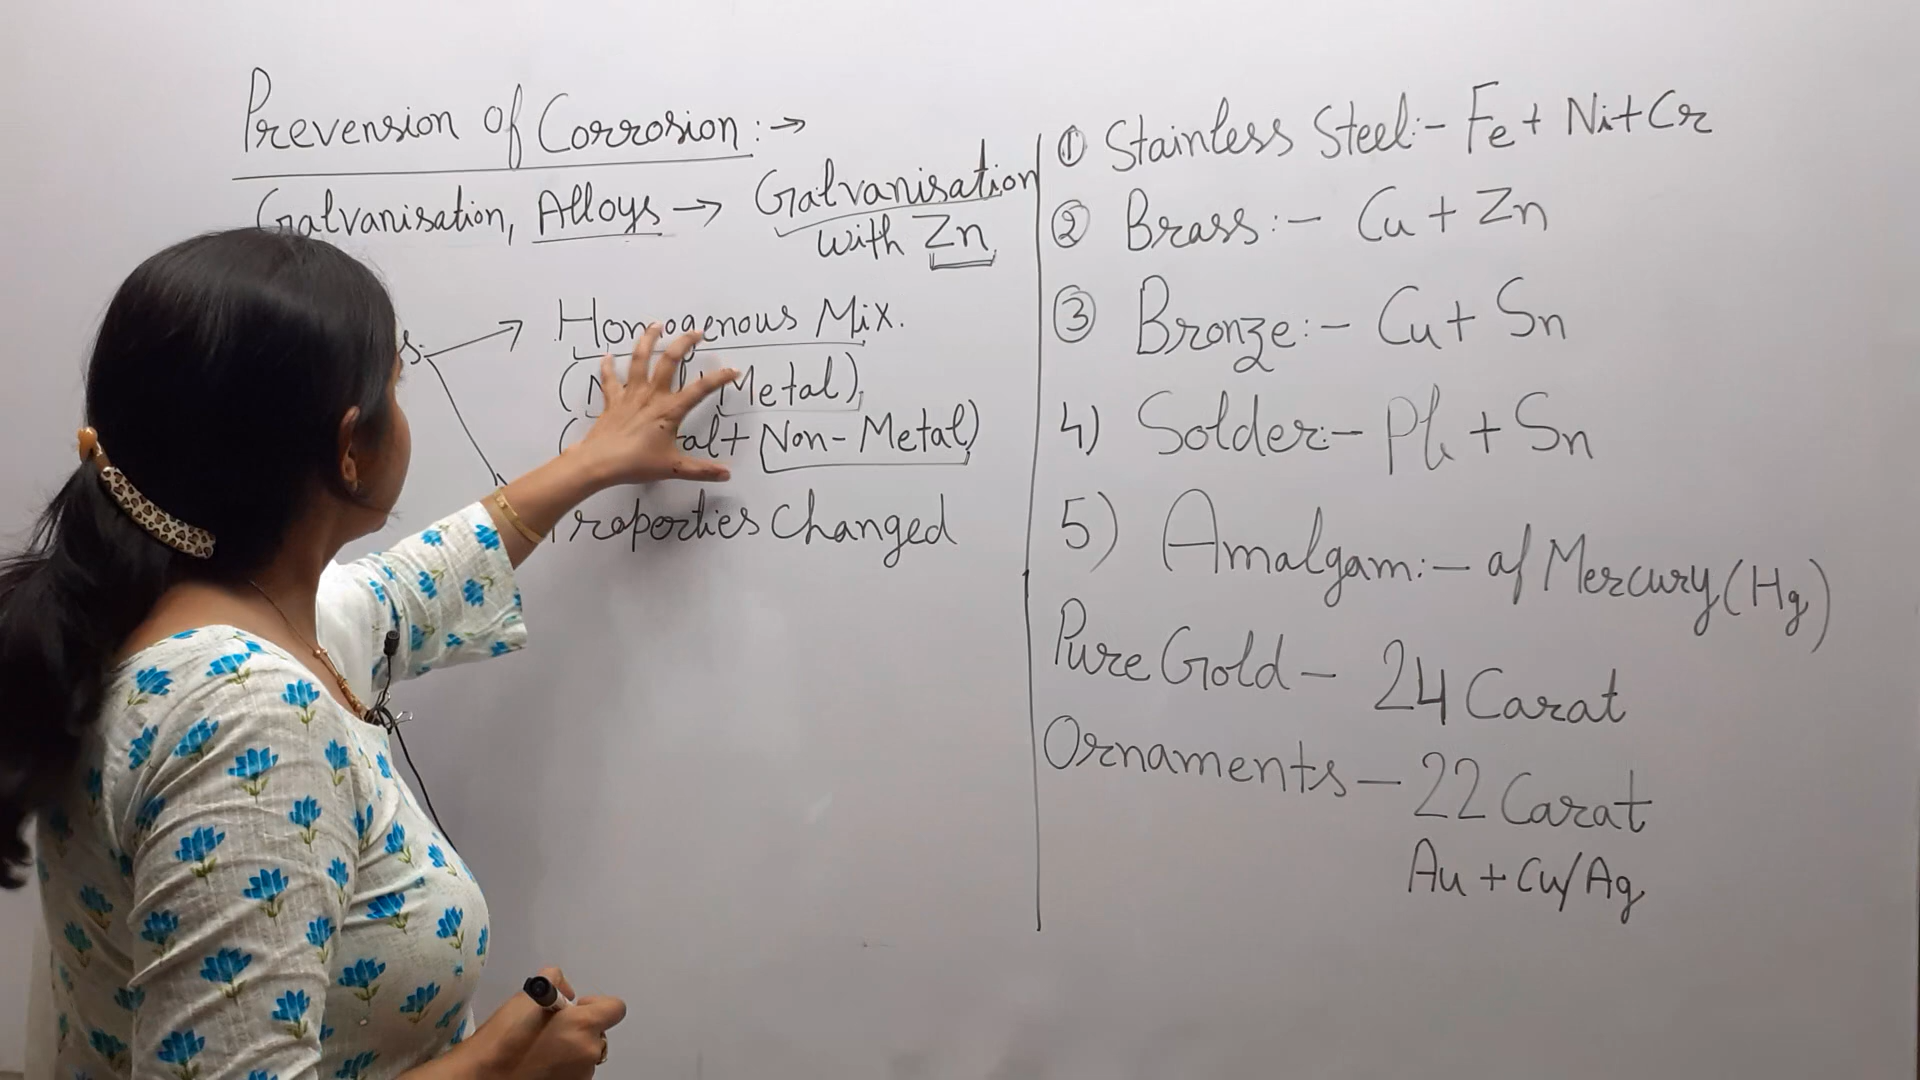 Prevension of Corrosion :→
Galvanisation, Alloys → Galvanisation
with Zn
→ Homogenous Mix.
Metal)
+ Non-Metal)
Properties Changed
① Stainless Steel:- Fe + Ni+Cr
② Brass:- Cu + Zn
③ Bronze:- Cu + Sn
4) Solder:- Pb + Sn
5) Amalgam:- of Mercury (Hg)
Pure Gold - 24 Carat
Ornaments - 22 Carat
Au + Cu/Ag